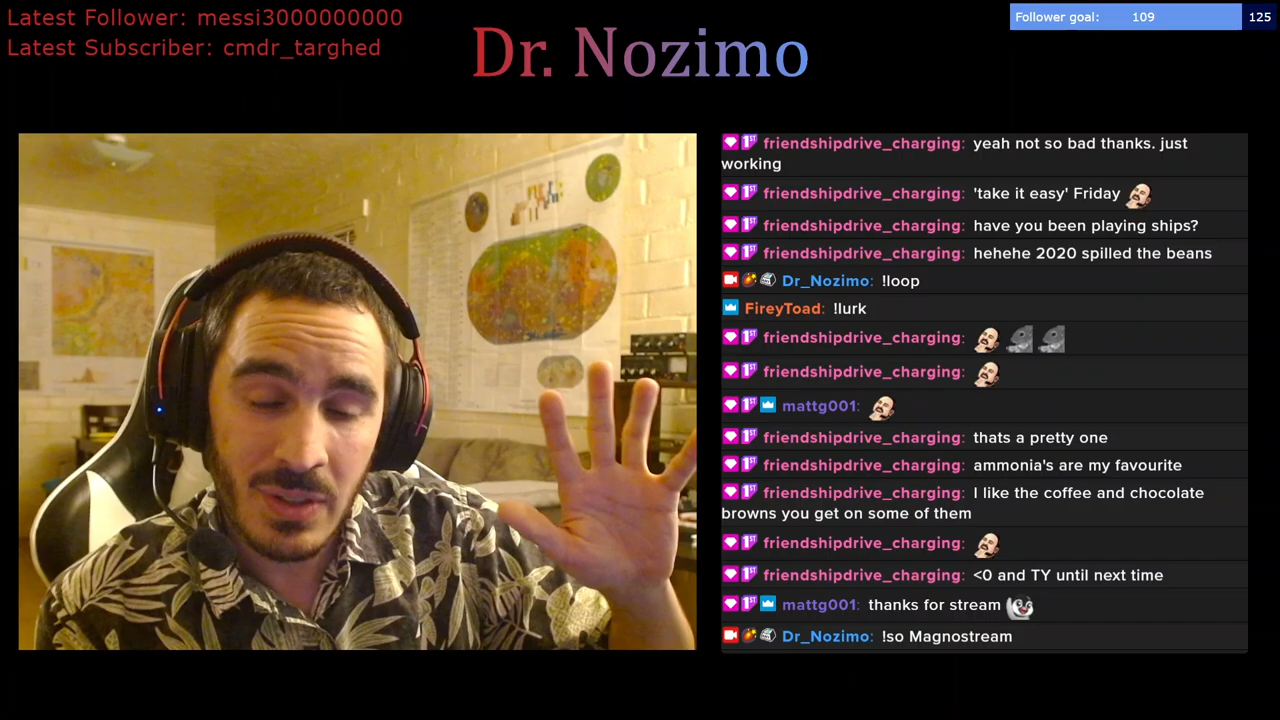 Latest Follower: messi3000000000
Latest Subscriber: cmdr_targhed
Dr. Nozimo
Follower goal: 109 125
friendshipdrive_charging: yeah not so bad thanks. just
working
friendshipdrive_charging: 'take it easy' Friday
friendshipdrive_charging: have you been playing ships?
friendshipdrive_charging: hehehe 2020 spilled the beans
Dr_Nozimo: !loop
FireyToad: !lurk
friendshipdrive_charging:
friendshipdrive_charging:
mattg001:
friendshipdrive_charging: thats a pretty one
friendshipdrive_charging: ammonia's are my favourite
friendshipdrive_charging: I like the coffee and chocolate
browns you get on some of them
friendshipdrive_charging:
friendshipdrive_charging: <0 and TY until next time
mattg001: thanks for stream
Dr_Nozimo: !so Magnostream